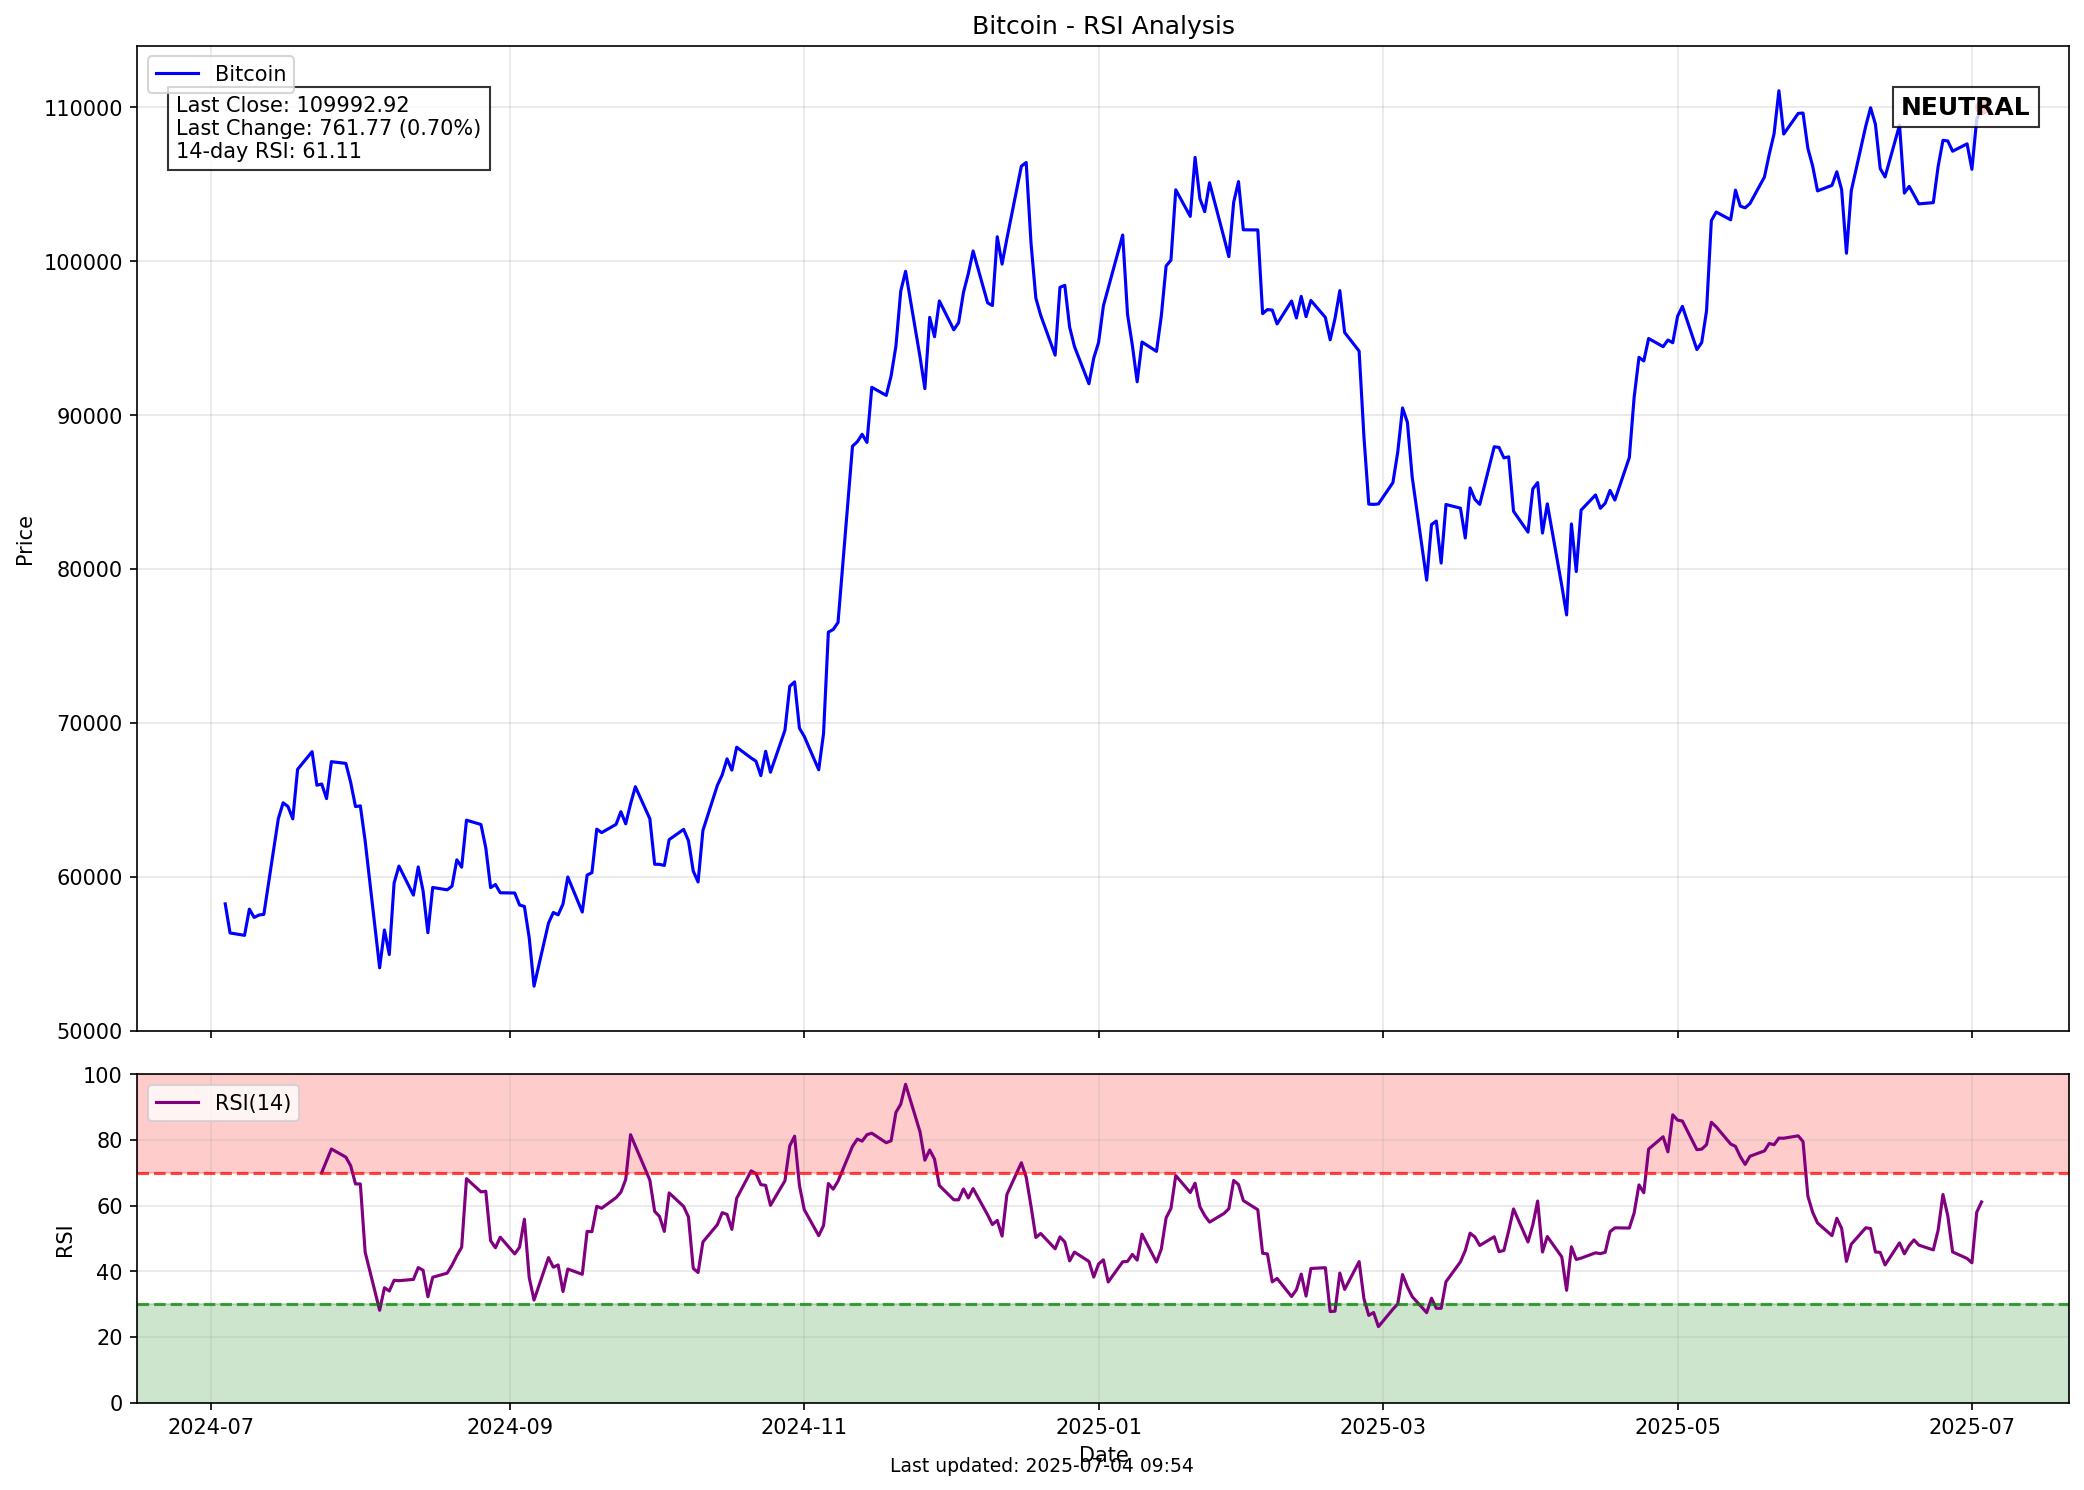 Bitcoin - RSI Analysis
Bitcoin
Last Close: 109992.92
Last Change: 761.77 (0.70%)
14-day RSI: 61.11
NEUTRAL
Price
110000
100000
90000
80000
70000
60000
50000
RSI(14)
RSI
100
80
60
40
20
0
2024-07
2024-09
2024-11
2025-01
2025-03
2025-05
2025-07
Date
Last updated: 2025-07-04 09:54